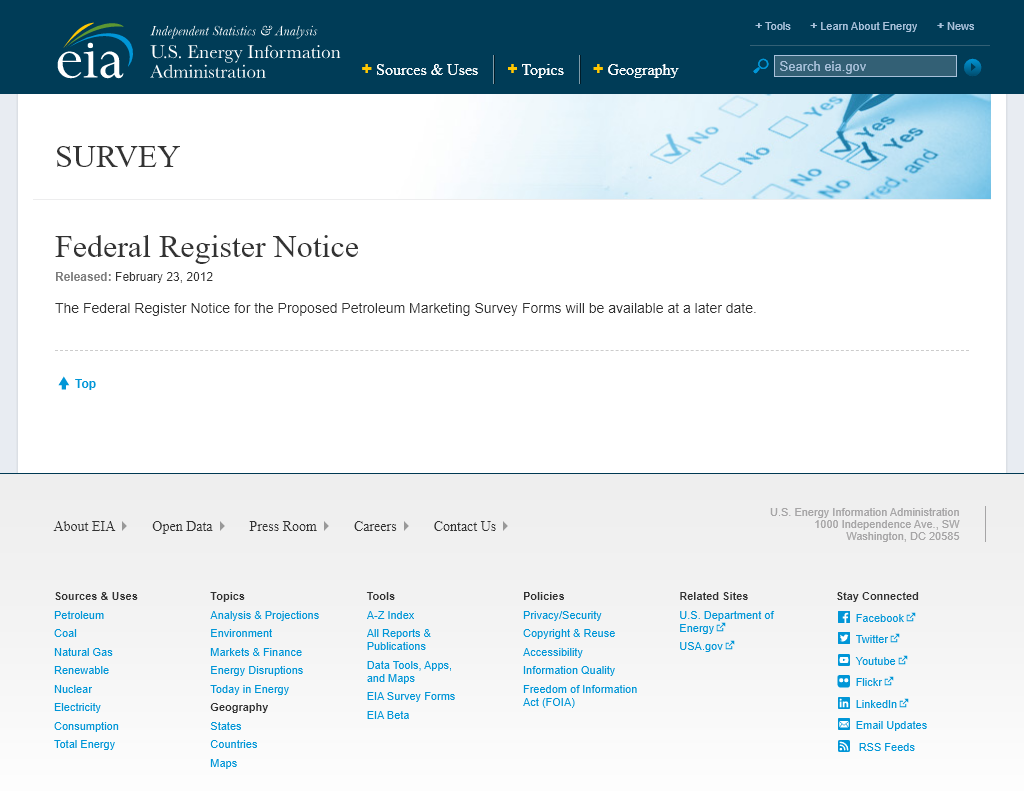 Independent Statistics & Analysis
U.S. Energy Information
Administration
eia
+ Sources & Uses
+ Topics
+ Geography
+ Tools
+ Learn About Energy
+ News
Search eia.gov
SURVEY
No
Yes
No
Yes
No
Yes
No
red, and
Federal Register Notice
Released: February 23, 2012
The Federal Register Notice for the Proposed Petroleum Marketing Survey Forms will be available at a later date.
Top
About EIA
Open Data
Press Room
Careers
Contact Us
U.S. Energy Information Administration
1000 Independence Ave., SW
Washington, DC 20585
Sources & Uses
Petroleum
Coal
Natural Gas
Renewable
Nuclear
Electricity
Consumption
Total Energy
Topics
Analysis & Projections
Environment
Markets & Finance
Energy Disruptions
Today in Energy
Geography
States
Countries
Maps
Tools
A-Z Index
All Reports &
Publications
Data Tools, Apps,
and Maps
EIA Survey Forms
EIA Beta
Policies
Privacy/Security
Copyright & Reuse
Accessibility
Information Quality
Freedom of Information
Act (FOIA)
Related Sites
U.S. Department of
Energy
USA.gov
Stay Connected
Facebook
Twitter
Youtube
Flickr
LinkedIn
Email Updates
RSS Feeds